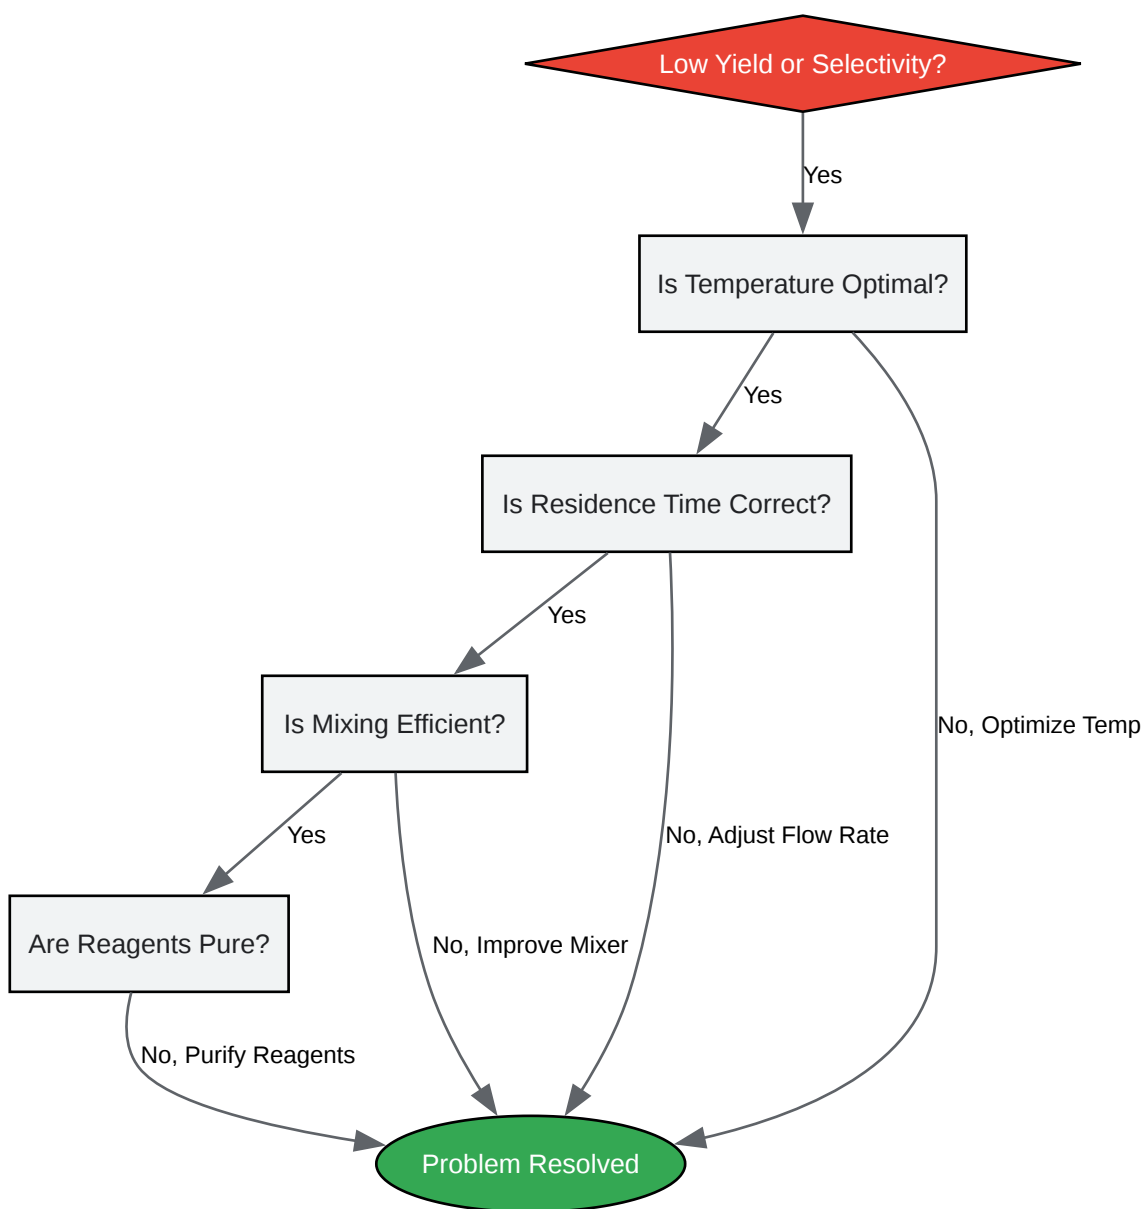 Low Yield or Selectivity?
Yes
Is Temperature Optimal?
Yes
Is Residence Time Correct?
Yes
Is Mixing Efficient?
No, Optimize Temp
Yes
No, Adjust Flow Rate
Are Reagents Pure?
No, Improve Mixer
No, Purify Reagents
Problem Resolved